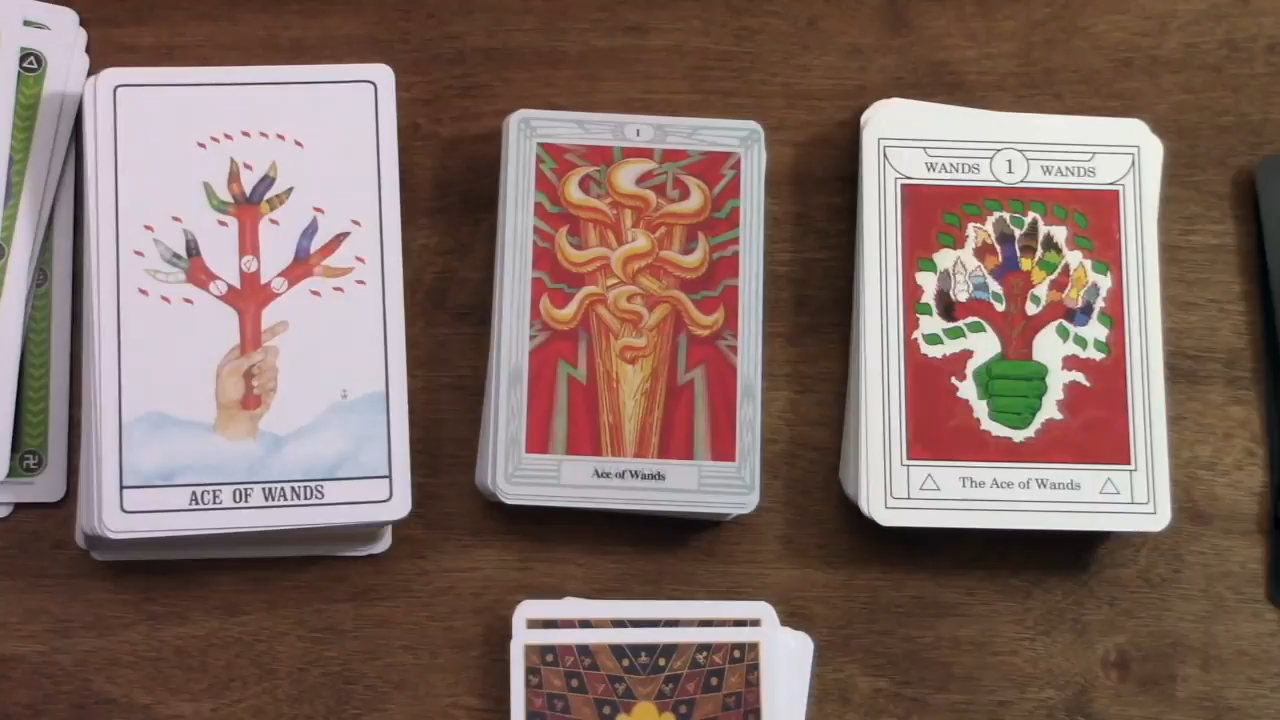 ACE OF WANDS
I
Ace of Wands
WANDS 1 WANDS
The Ace of Wands